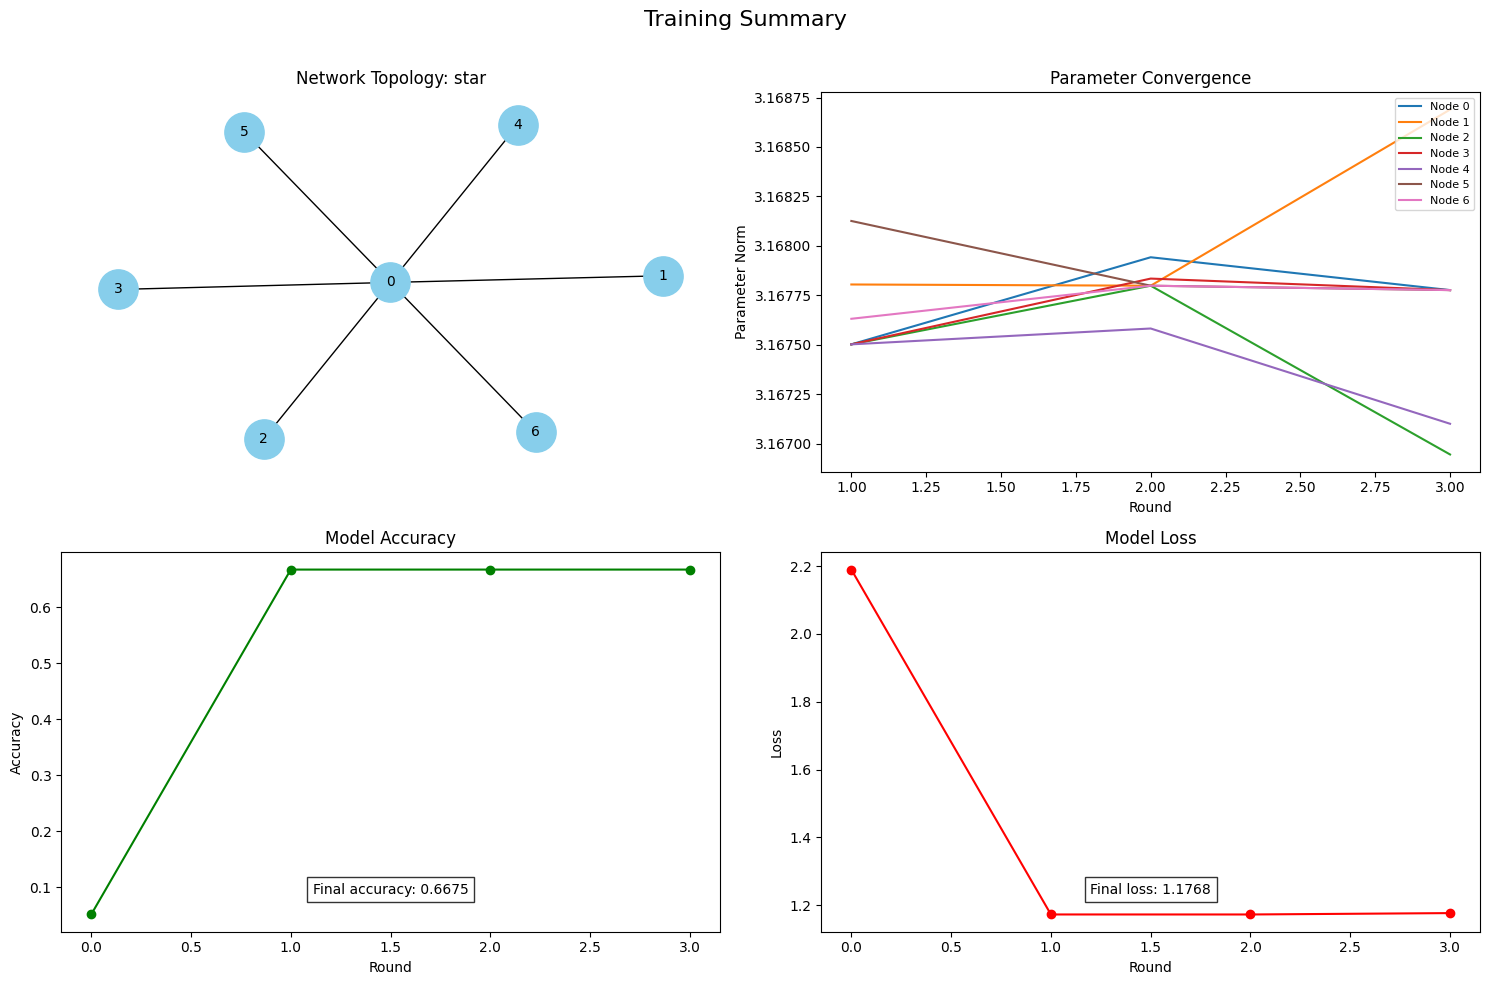 Training Summary
Network Topology: star
5
4
0
1
3
2
6
Parameter Convergence
Parameter Norm
3.16875
3.16850
3.16825
3.16800
3.16775
3.16750
3.16725
3.16700
Node 0
Node 1
Node 2
Node 3
Node 4
Node 5
Node 6
1.00 1.25 1.50 1.75 2.00 2.25 2.50 2.75 3.00
Round
Model Accuracy
Accuracy
0.6
0.5
0.4
0.3
0.2
0.1
Final accuracy: 0.6675
0.0 0.5 1.0 1.5 2.0 2.5 3.0
Round
Model Loss
Loss
2.2
2.0
1.8
1.6
1.4
1.2
Final loss: 1.1768
0.0 0.5 1.0 1.5 2.0 2.5 3.0
Round